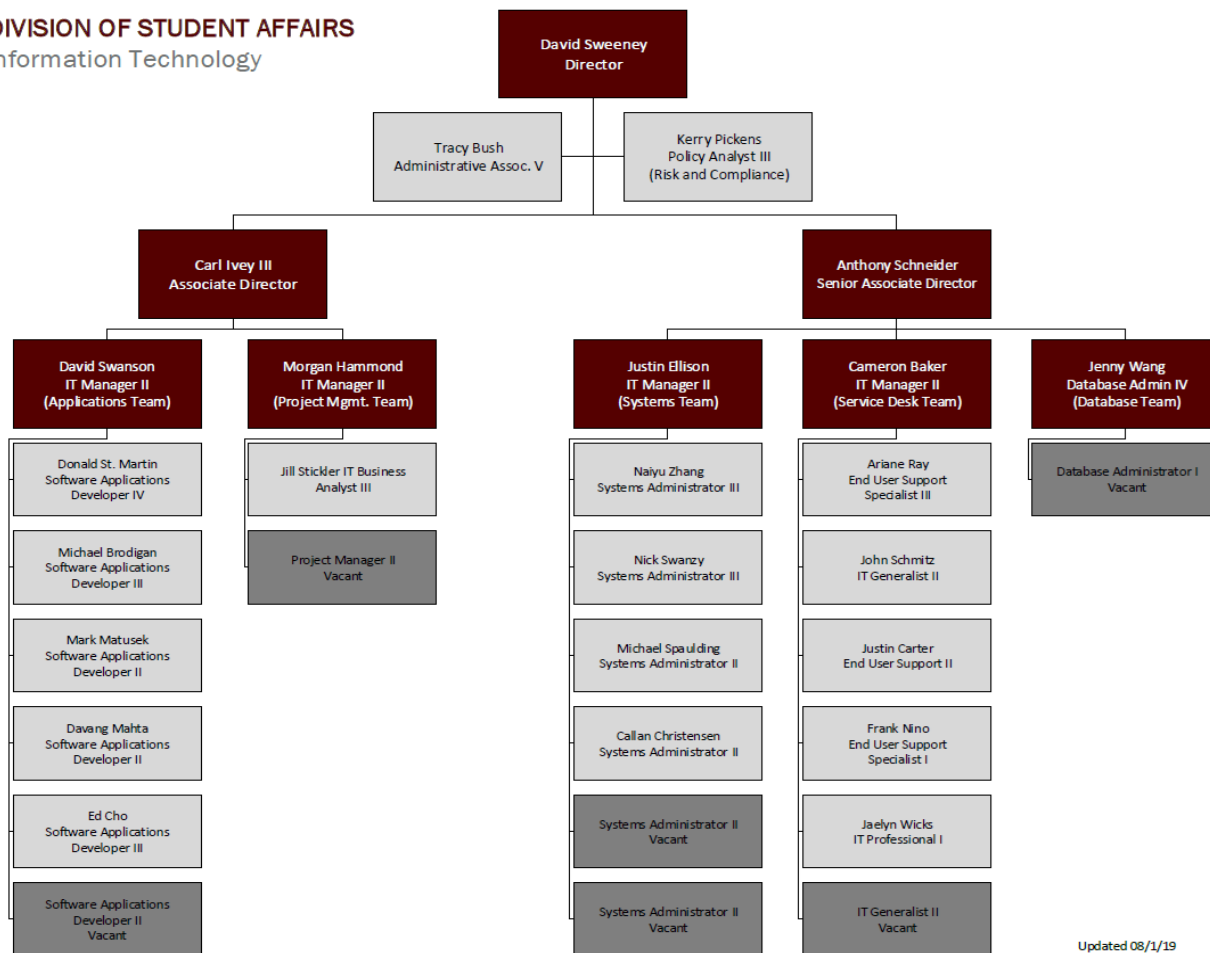 DIVISION OF STUDENT AFFAIRS
Information Technology
David Sweeney
Director
Tracy Bush
Administrative Assoc. V
Kerry Pickens
Policy Analyst III
(Risk and Compliance)
Carl Ivey III
Associate Director
Anthony Schneider
Senior Associate Director
David Swanson
IT Manager II
(Applications Team)
Morgan Hammond
IT Manager II
(Project Mgmt. Team)
Justin Ellison
IT Manager II
(Systems Team)
Cameron Baker
IT Manager II
(Service Desk Team)
Jenny Wang
Database Admin IV
(Database Team)
Donald St. Martin
Software Applications
Developer IV
Michael Brodigan
Software Applications
Developer III
Mark Matusek
Software Applications
Developer II
Davang Mahta
Software Applications
Developer II
Ed Cho
Software Applications
Developer III
Software Applications
Developer II
Vacant
Jill Stickler IT Business
Analyst III
Project Manager II
Vacant
Naiyu Zhang
Systems Administrator III
Nick Swanzy
Systems Administrator III
Michael Spaulding
Systems Administrator II
Callan Christensen
Systems Administrator II
Systems Administrator II
Vacant
Systems Administrator II
Vacant
Ariane Ray
End User Support
Specialist III
John Schmitz
IT Generalist II
Justin Carter
End User Support II
Frank Nino
End User Support
Specialist I
Jaelyn Wicks
IT Professional I
IT Generalist II
Vacant
Database Administrator I
Vacant
Updated 08/1/19